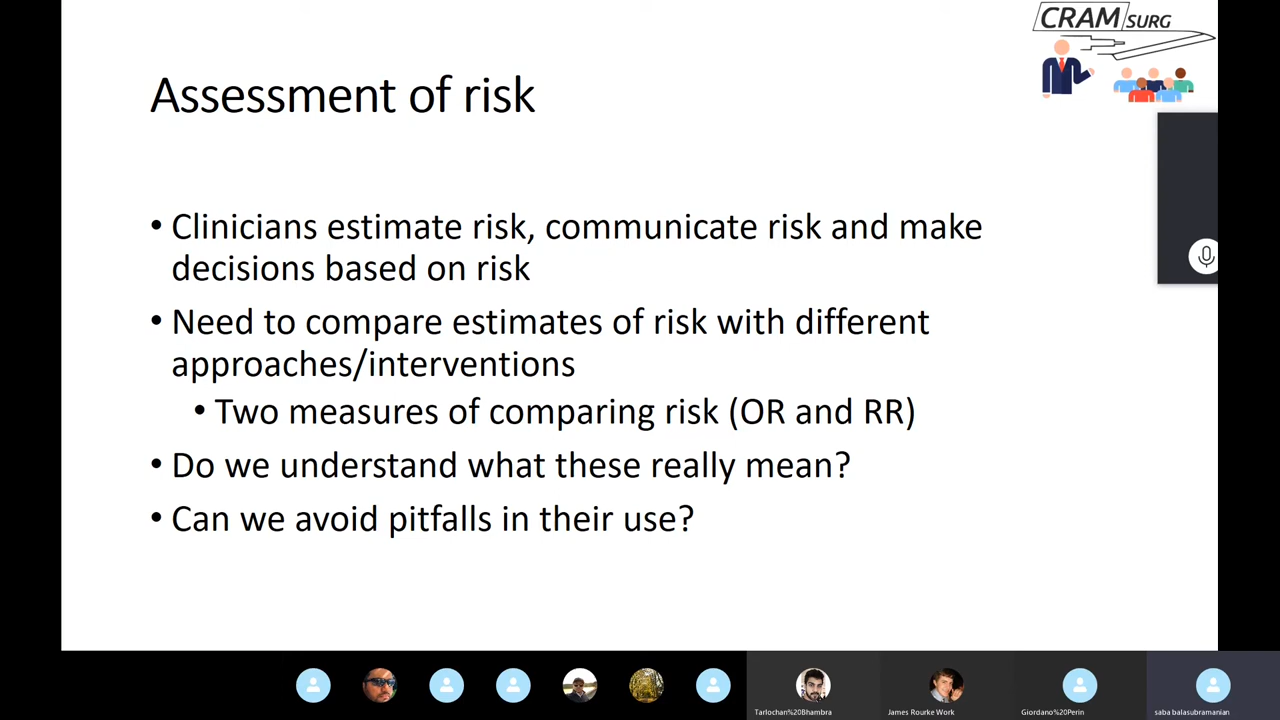 CRAM SURG
Assessment of risk
• Clinicians estimate risk, communicate risk and make
decisions based on risk
• Need to compare estimates of risk with different
approaches/interventions
• Two measures of comparing risk (OR and RR)
• Do we understand what these really mean?
• Can we avoid pitfalls in their use?
Tarlochan%20Bhambra
James Rourke Work
Giordano%20Perin
saba balasubramanian